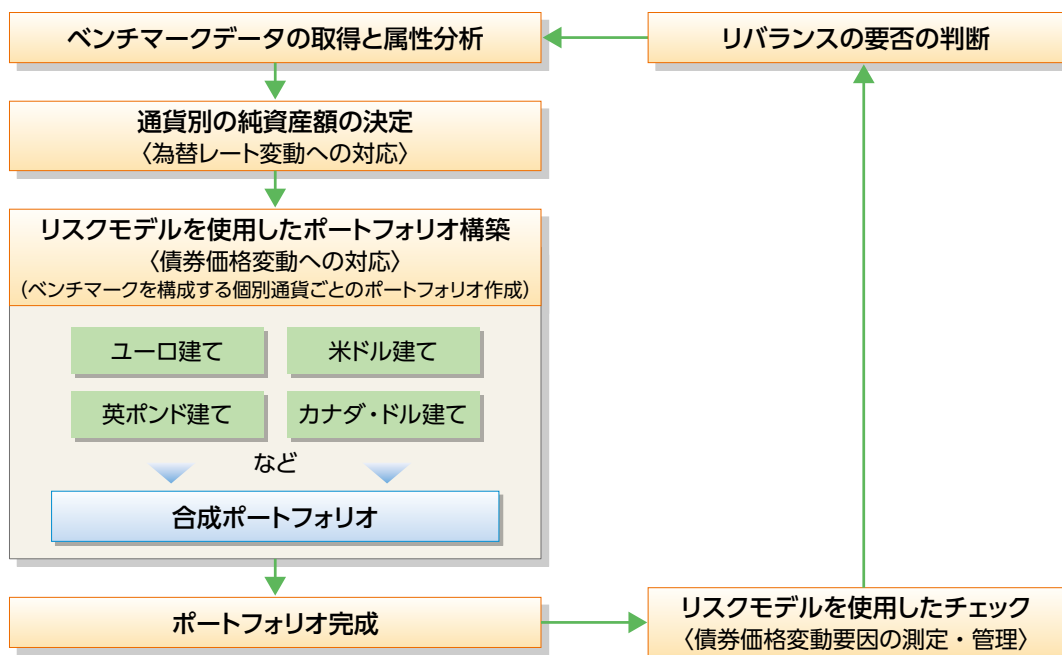 ベンチマークデータの取得と属性分析
リバランスの要否の判断
通貨別の純資産額の決定
〈為替レート変動への対応〉
リスクモデルを使用したポートフォリオ構築
〈債券価格変動への対応〉
(ベンチマークを構成する個別通貨ごとのポートフォリオ作成)
ユーロ建て
米ドル建て
英ポンド建て
カナダ・ドル建て
など
合成ポートフォリオ
ポートフォリオ完成
リスクモデルを使用したチェック
〈債券価格変動要因の測定・管理〉